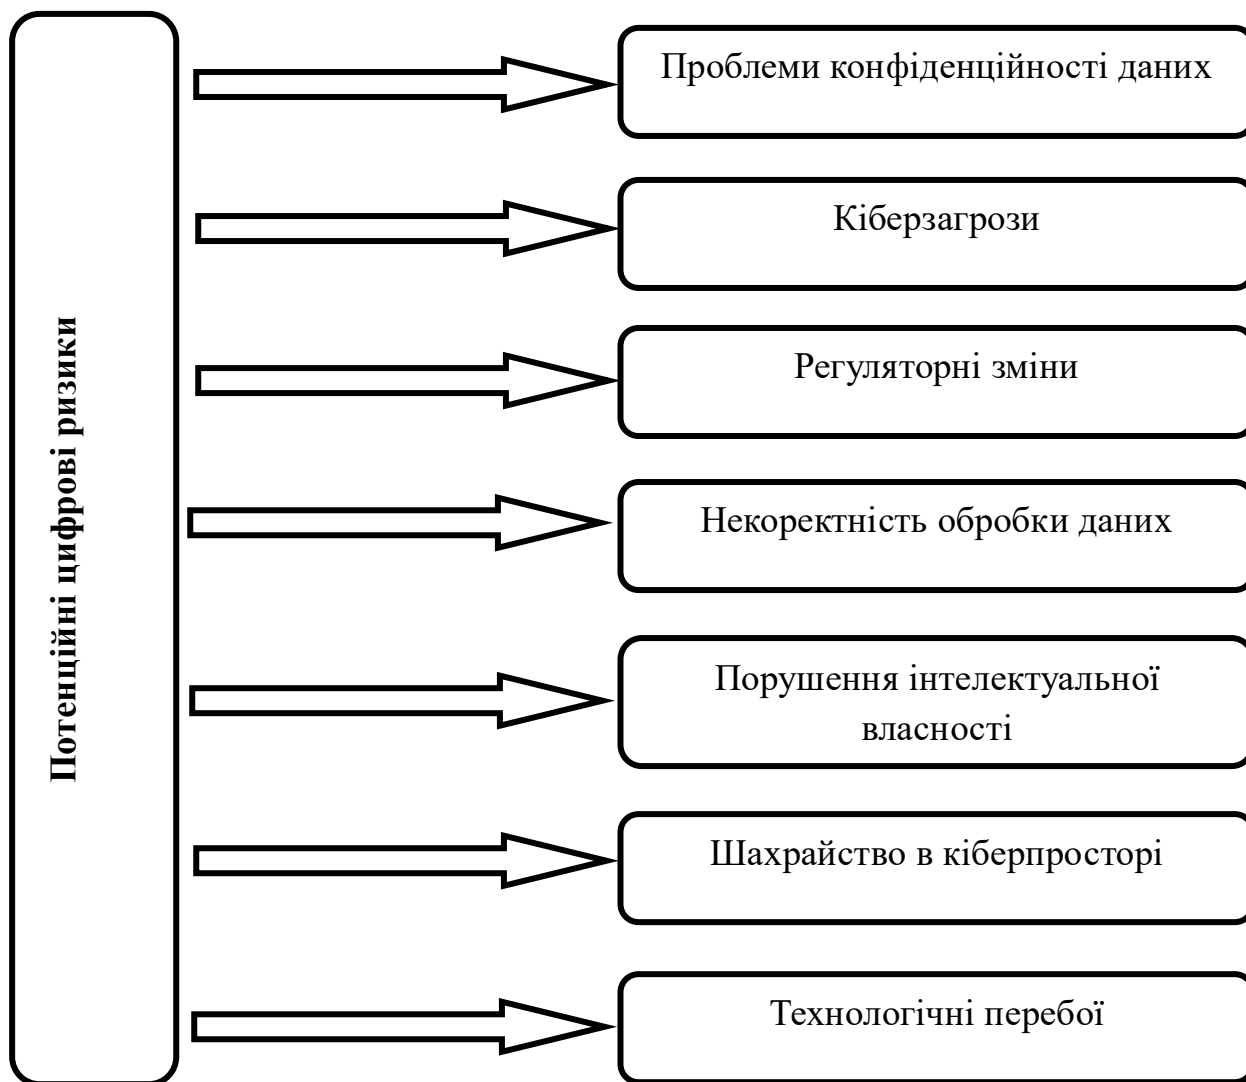 Потенційні цифрові ризики
Проблеми конфіденційності даних
Кіберзагрози
Регуляторні зміни
Некоректність обробки даних
Порушення інтелектуальної
власності
Шахрайство в кіберпросторі
Технологічні перебої